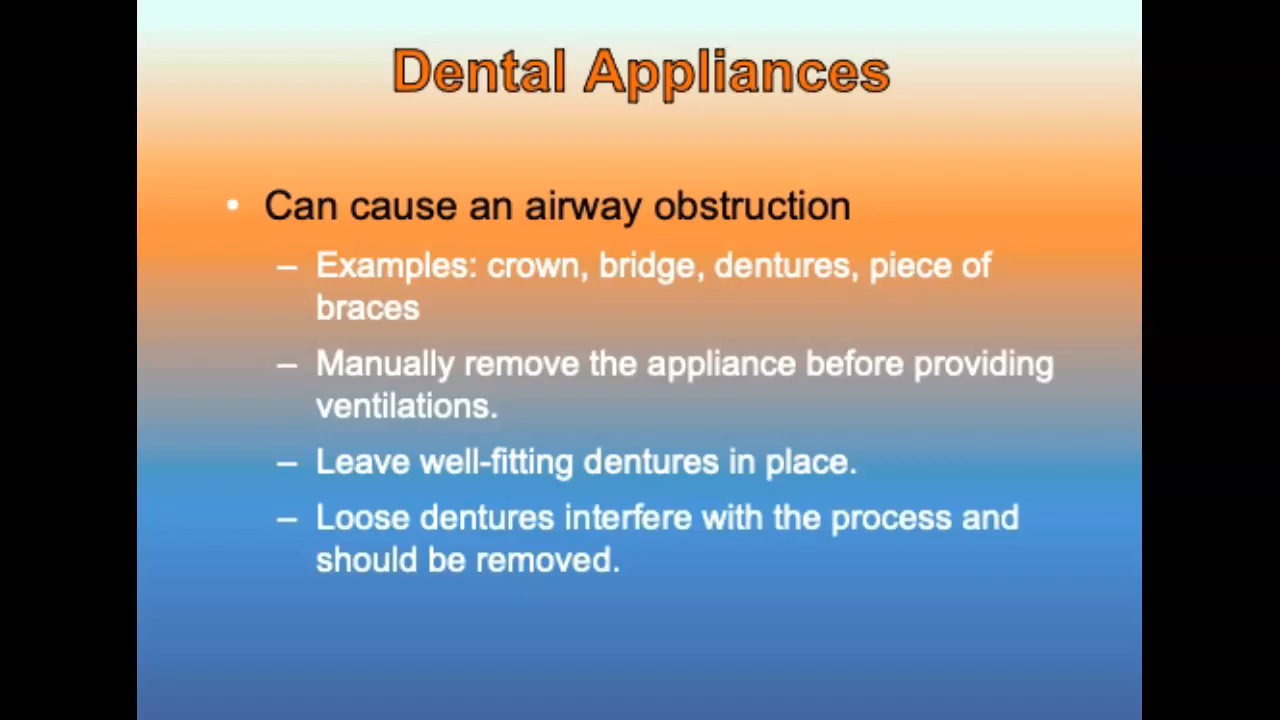 Dental Appliances
• Can cause an airway obstruction
– Examples: crown, bridge, dentures, piece of
braces
– Manually remove the appliance before providing
ventilations.
– Leave well-fitting dentures in place.
– Loose dentures interfere with the process and
should be removed.